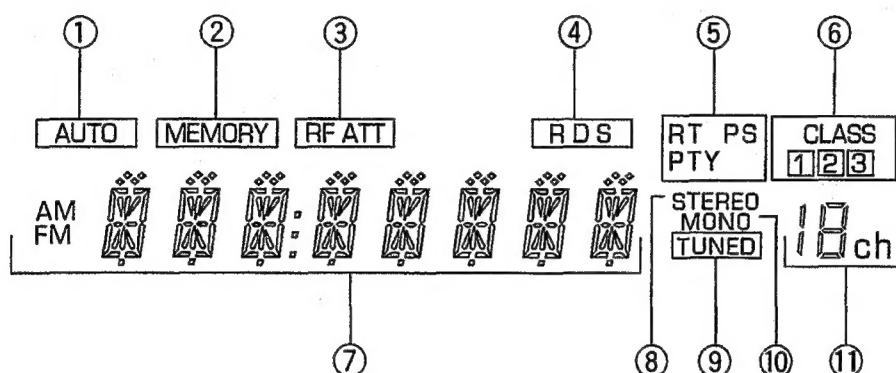 ① ② ③ ④ ⑤ ⑥
AUTO MEMORY RF ATT RDS RT PS CLASS
PTY 1 2 3
AM STEREO
FM MONO 18ch
TUNED
⑦ ⑧ ⑨ ⑩ ⑪